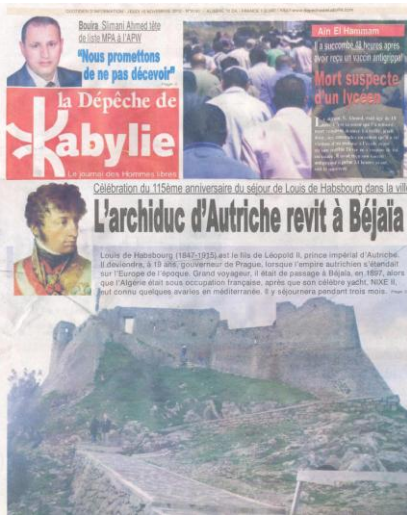 Bouira, Slimani Ahmed tête
de liste MPA à l'APW
"Nous promettons
de ne pas décevoir"
Ain El Hammam
Il a succombé 48 heures après
avoir reçu un vaccin antigrippal
Mort suspecte
d'un lycéen
la Dépêche de
Kabylie
Le journal des Hommes libres
Célébration du 115ème anniversaire du séjour de Louis de Habsbourg dans la ville
L'archiduc d'Autriche revit à Béjaïa
Louis de Habsbourg (1847-1915) est le fils de Léopold II, prince impérial d'Autriche.
Il deviendra, à 19 ans, gouverneur de Prague, lorsque l'empire autrichien s'étendait
sur l'Europe de l'époque. Grand voyageur, il était de passage à Béjaïa, en 1897, alors
que l'Algérie était sous occupation française, après que son célèbre yacht, NIXE II,
eut connu quelques avaries en méditerranée. Il y séjournera pendant trois mois.